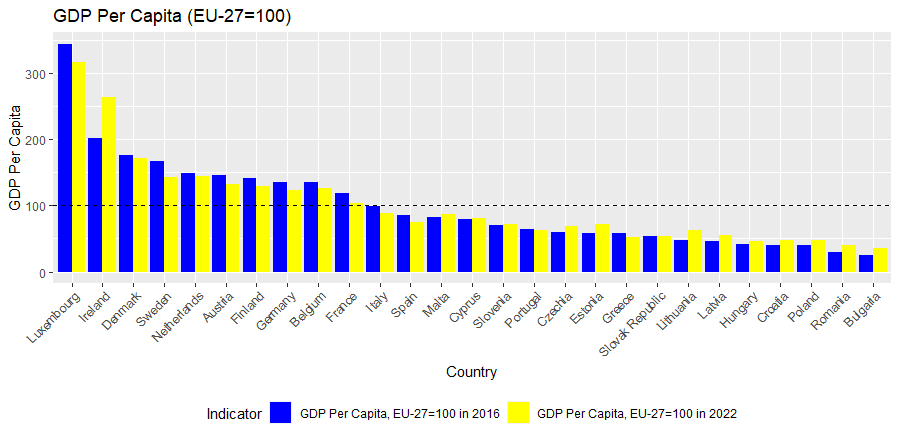 GDP Per Capita (EU-27=100)
GDP Per Capita
300
200
100
0
Luxembourg
Ireland
Denmark
Sweden
Netherlands
Austria
Finland
Germany
Belgium
France
Italy
Spain
Malta
Cyprus
Slovenia
Portugal
Czechia
Estonia
Greece
Slovak Republic
Lithuania
Latvia
Hungary
Croatia
Poland
Romania
Bulgaria
Country
Indicator GDP Per Capita, EU-27=100 in 2016 GDP Per Capita, EU-27=100 in 2022